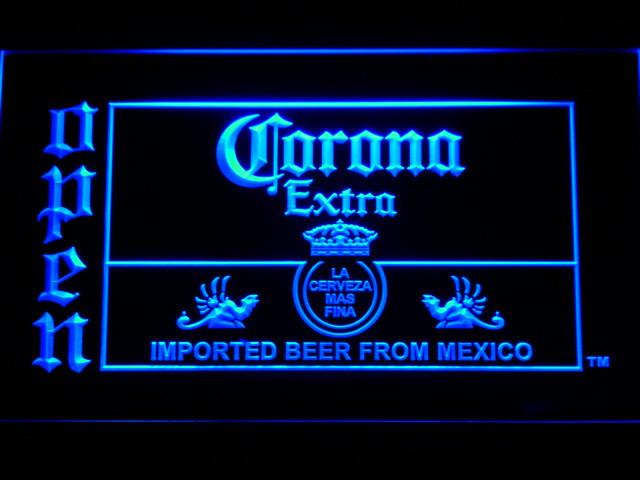 open
Corona
Extra
LA
CERVEZA
MAS
FINA
IMPORTED BEER FROM MEXICO
TM